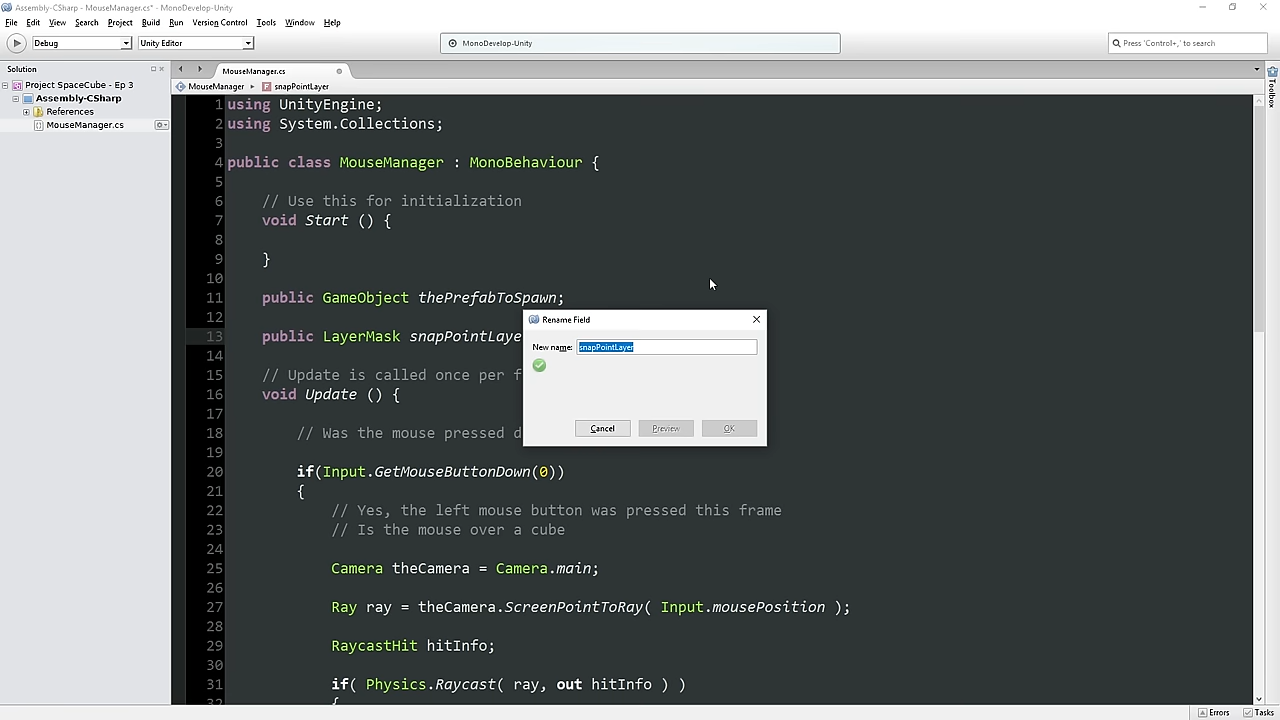 Assembly-CSharp - MouseManager.cs* - MonoDevelop-Unity
File Edit View Search Project Build Run Version Control Tools Window Help
Debug Unity Editor MonoDevelop-Unity Press 'Control+,' to search
Solution MouseManager.cs
Project SpaceCube - Ep 3 MouseManager snapPointLayer
Assembly-CSharp
References
MouseManager.cs
Toolbox
1 using UnityEngine;
2 using System.Collections;
3
4 public class MouseManager : MonoBehaviour {
5
6 // Use this for initialization
7 void Start () {
8
9 }
10
11 public GameObject thePrefabToSpawn;
12
13 public LayerMask snapPointLaye
14
15 // Update is called once per f
16 void Update () {
17
18 // Was the mouse pressed d
19
20 if(Input.GetMouseButtonDown(0))
21 {
22 // Yes, the left mouse button was pressed this frame
23 // Is the mouse over a cube
24
25 Camera theCamera = Camera.main;
26
27 Ray ray = theCamera.ScreenPointToRay( Input.mousePosition );
28
29 RaycastHit hitInfo;
30
31 if( Physics.Raycast( ray, out hitInfo ) )
32 {
Rename Field
New name: snapPointLayer
Cancel Preview OK
Errors Tasks